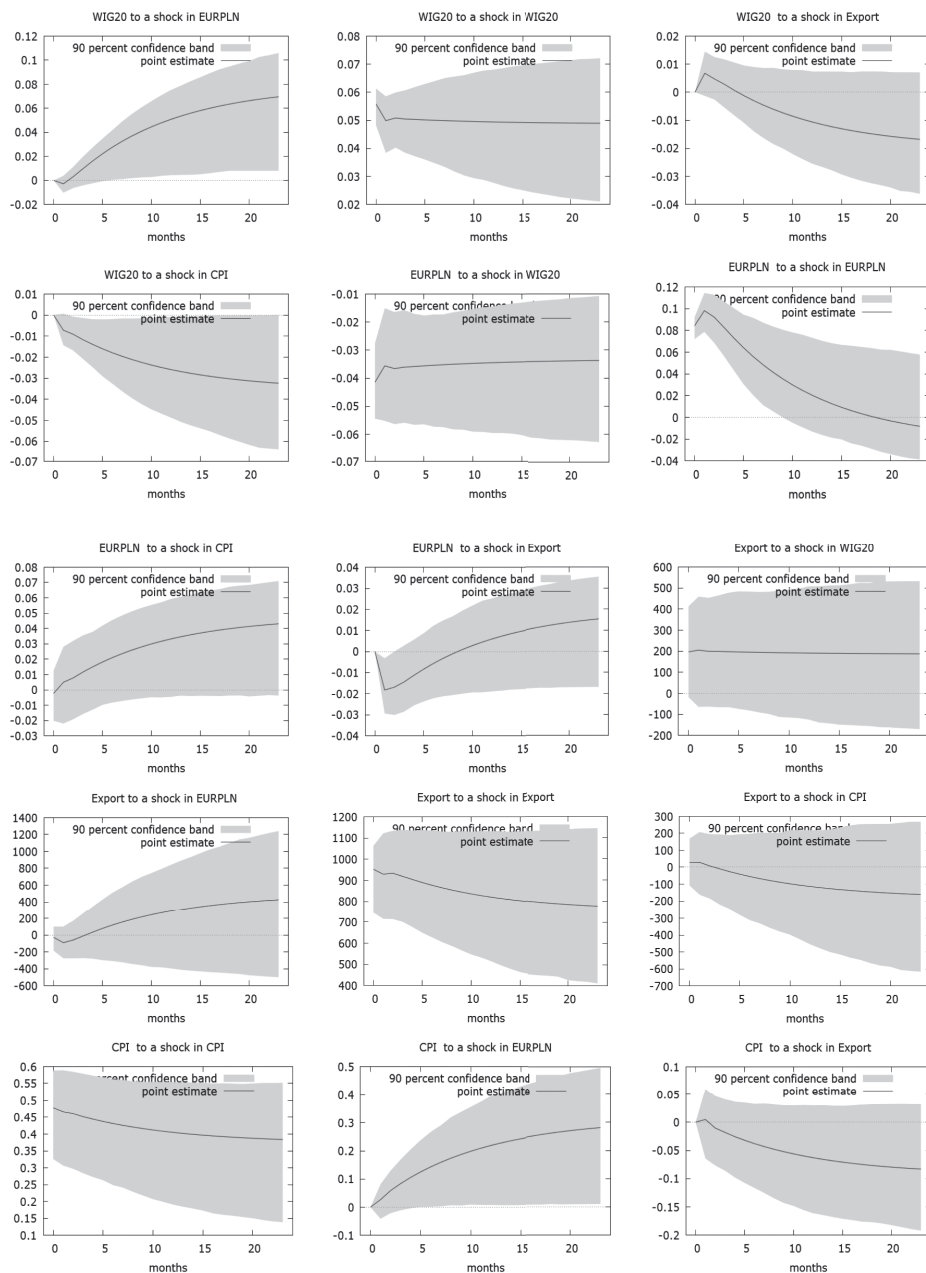 WIG20 to a shock in EURPLN
0.12
0.1
0.08
0.06
0.04
0.02
0
-0.02
90 percent confidence band
point estimate
0 5 10 15 20
months
WIG20 to a shock in WIG20
0.08
0.07
0.06
0.05
0.04
0.03
0.02
90 percent confidence band
point estimate
0 5 10 15 20
months
WIG20 to a shock in Export
0.02
0.01
0
-0.01
-0.02
-0.03
-0.04
90 percent confidence band
point estimate
0 5 10 15 20
months
WIG20 to a shock in CPI
0.01
0
-0.01
-0.02
-0.03
-0.04
-0.05
-0.06
-0.07
90 percent confidence band
point estimate
0 5 10 15 20
months
EURPLN to a shock in WIG20
-0.01
-0.02
-0.03
-0.04
-0.05
-0.06
-0.07
90 percent confidence
point estimate
0 5 10 15 20
months
EURPLN to a shock in EURPLN
0.12
0.1
0.08
0.06
0.04
0.02
0
-0.02
-0.04
90 percent confidence band
point estimate
0 5 10 15 20
months
EURPLN to a shock in CPI
0.08
0.07
0.06
0.05
0.04
0.03
0.02
0.01
0
-0.01
-0.02
-0.03
90 percent confidence band
point estimate
0 5 10 15 20
months
EURPLN to a shock in Export
0.04
0.03
0.02
0.01
0
-0.01
-0.02
-0.03
-0.04
90 percent confidence band
point estimate
0 5 10 15 20
months
Export to a shock in WIG20
600
500
400
300
200
100
0
-100
200
90 percent confidence band
point estimate
0 5 10 15 20
months
Export to a shock in EURPLN
1400
1200
1000
800
600
400
200
0
-200
-400
-600
90 percent confidence band
point estimate
0 5 10 15 20
months
Export to a shock in Export
1200
1100
1000
900
800
700
600
500
400
90 percent confidence band
point estimate
0 5 10 15 20
months
Export to a shock in CPI
300
200
100
0
-100
-200
-300
-400
-500
-600
-700
90 percent confidence
point estimate
0 5 10 15 20
months
CPI to a shock in CPI
0.6
0.55
0.5
0.45
0.4
0.35
0.3
0.25
0.2
0.15
0.1
confidence band
point estimate
0 5 10 15 20
months
CPI to a shock in EURPLN
0.5
0.4
0.3
0.2
0.1
0
-0.1
90 percent confidence band
point estimate
0 5 10 15 20
months
CPI to a shock in Export
0.1
0.05
0
-0.05
-0.1
-0.15
-0.2
90 percent confidence band
point estimate
0 5 10 15 20
months